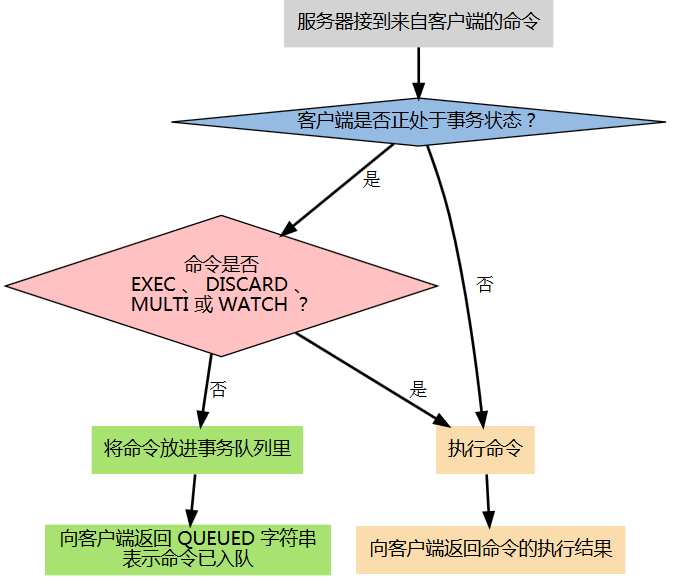 服务器接到来自客户端的命令
客户端是否正处于事务状态？
是
命令是否
EXEC 、 DISCARD 、
MULTI 或 WATCH ？
否
否
是
将命令放进事务队列里
执行命令
向客户端返回 QUEUED 字符串
表示命令已入队
向客户端返回命令的执行结果